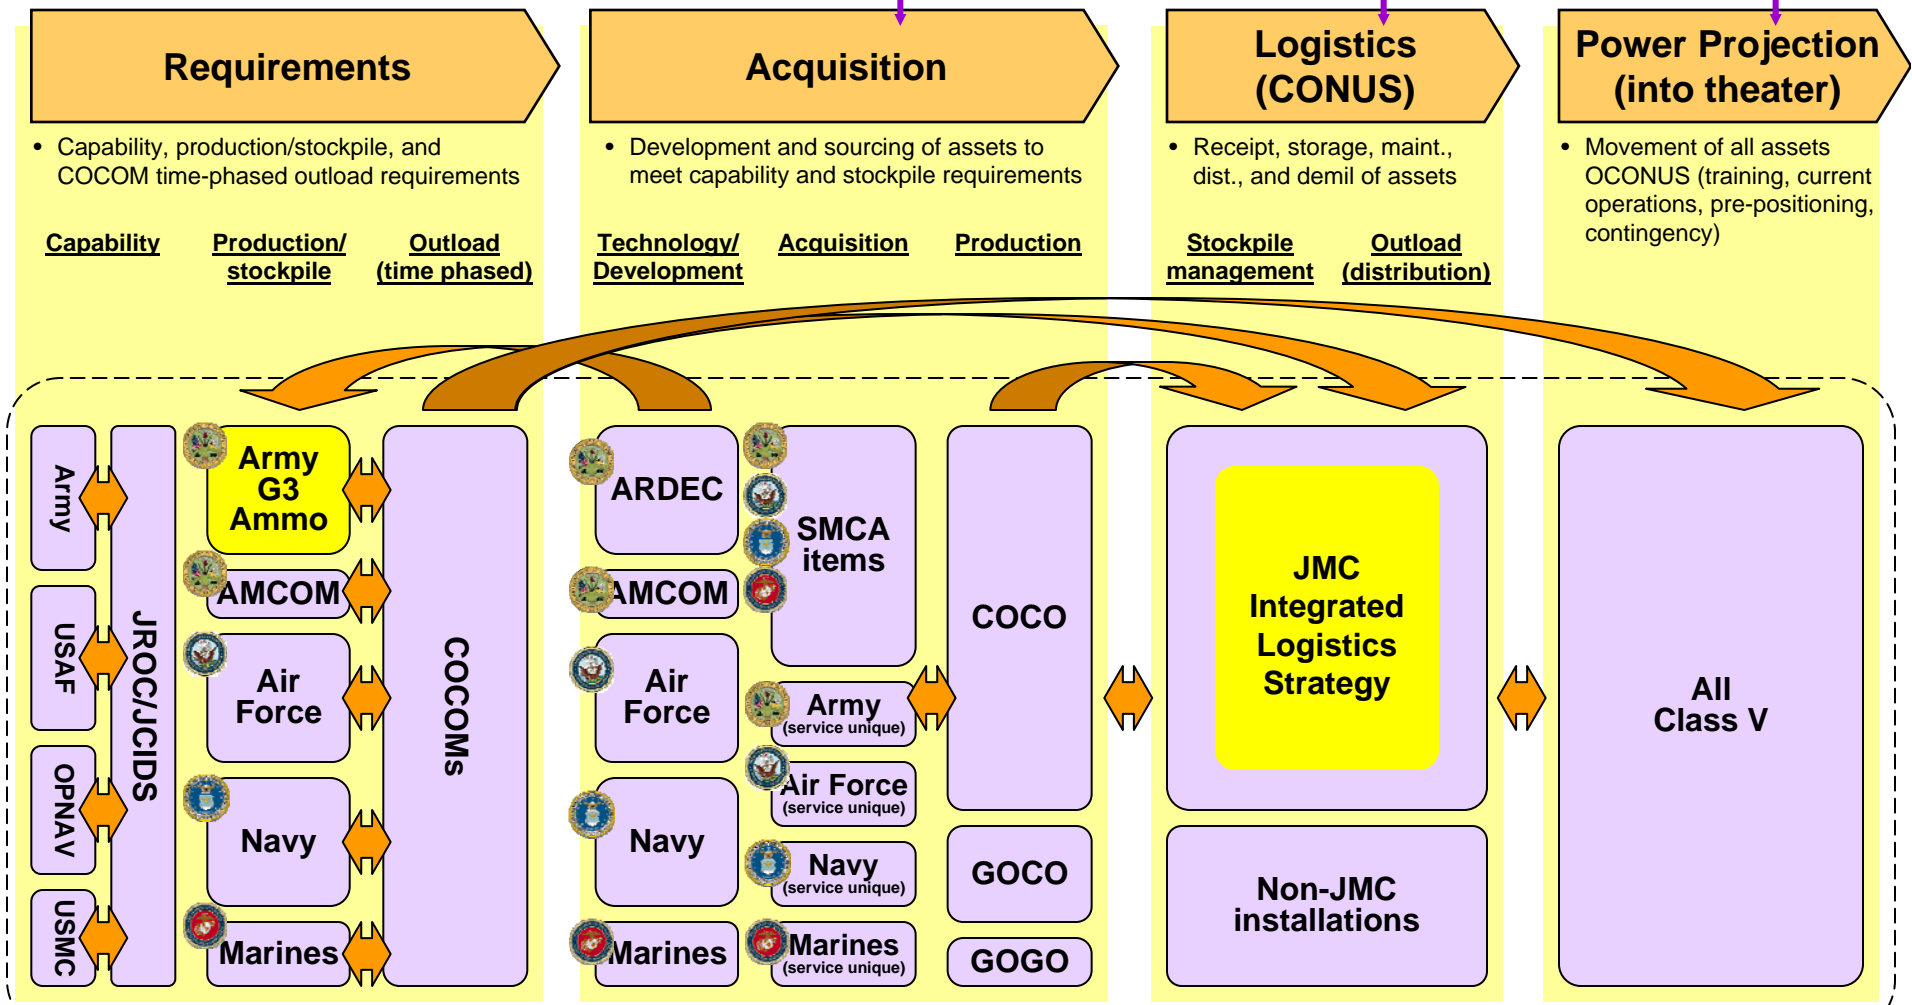 Requirements
Acquisition
Logistics
(CONUS)
Power Projection
(into theater)
• Capability, production/stockpile, and
COCOM time-phased outload requirements
• Development and sourcing of assets to
meet capability and stockpile requirements
• Receipt, storage, maint.,
dist., and demil of assets
• Movement of all assets
OCONUS (training, current
operations, pre-positioning,
contingency)
Capability
Production/
stockpile
Outload
(time phased)
Technology/
Development
Acquisition
Production
Stockpile
management
Outload
(distribution)
Army
USAF
OPNAV
USMC
JROC/JCIDS
Army
G3
Ammo
AMCOM
Air
Force
Navy
Marines
COCOMs
ARDEC
AMCOM
Air
Force
Navy
Marines
SMCA
items
Army
(service unique)
Air Force
(service unique)
Navy
(service unique)
Marines
(service unique)
COCO
GOCO
GOGO
JMC
Integrated
Logistics
Strategy
Non-JMC
installations
All
Class V